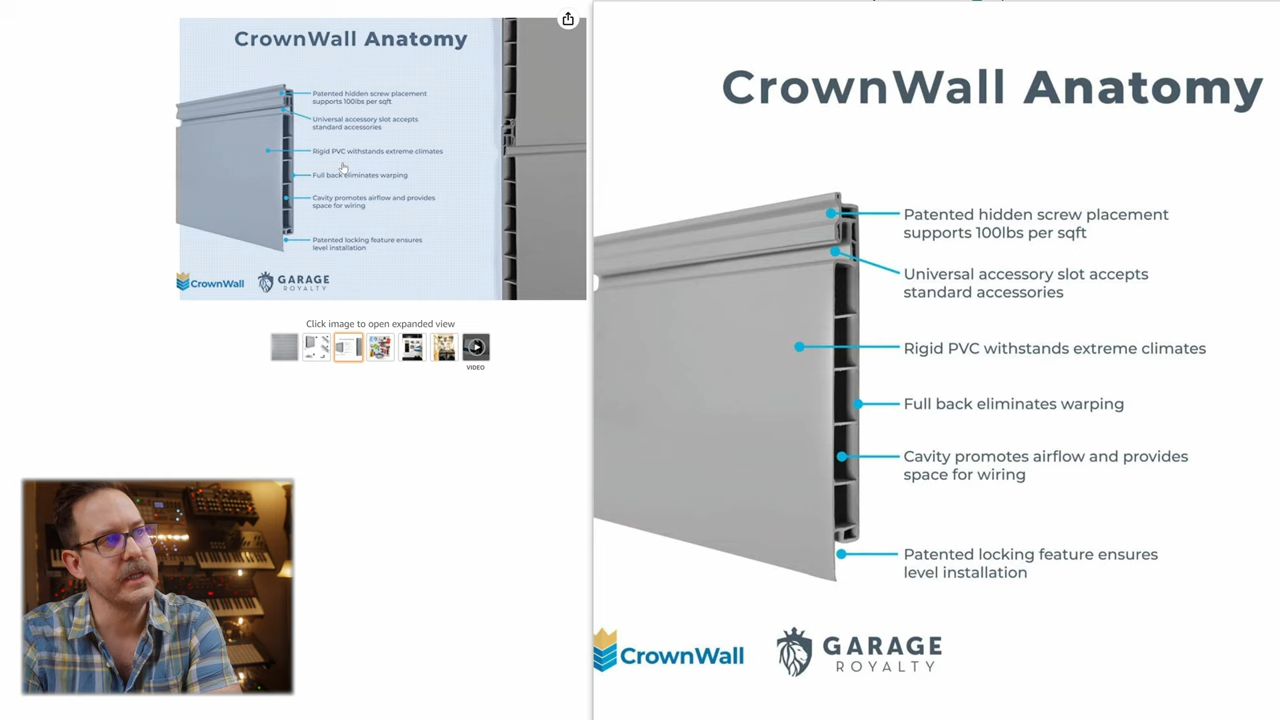 CrownWall Anatomy
Patented hidden screw placement
supports 100lbs per sqft
Universal accessory slot accepts
standard accessories
Rigid PVC withstands extreme climates
Full back eliminates warping
Cavity promotes airflow and provides
space for wiring
Patented locking feature ensures
level installation
CrownWall
GARAGE
ROYALTY
Click image to open expanded view
VIDEO
CrownWall Anatomy
Patented hidden screw placement
supports 100lbs per sqft
Universal accessory slot accepts
standard accessories
Rigid PVC withstands extreme climates
Full back eliminates warping
Cavity promotes airflow and provides
space for wiring
Patented locking feature ensures
level installation
CrownWall
GARAGE
ROYALTY